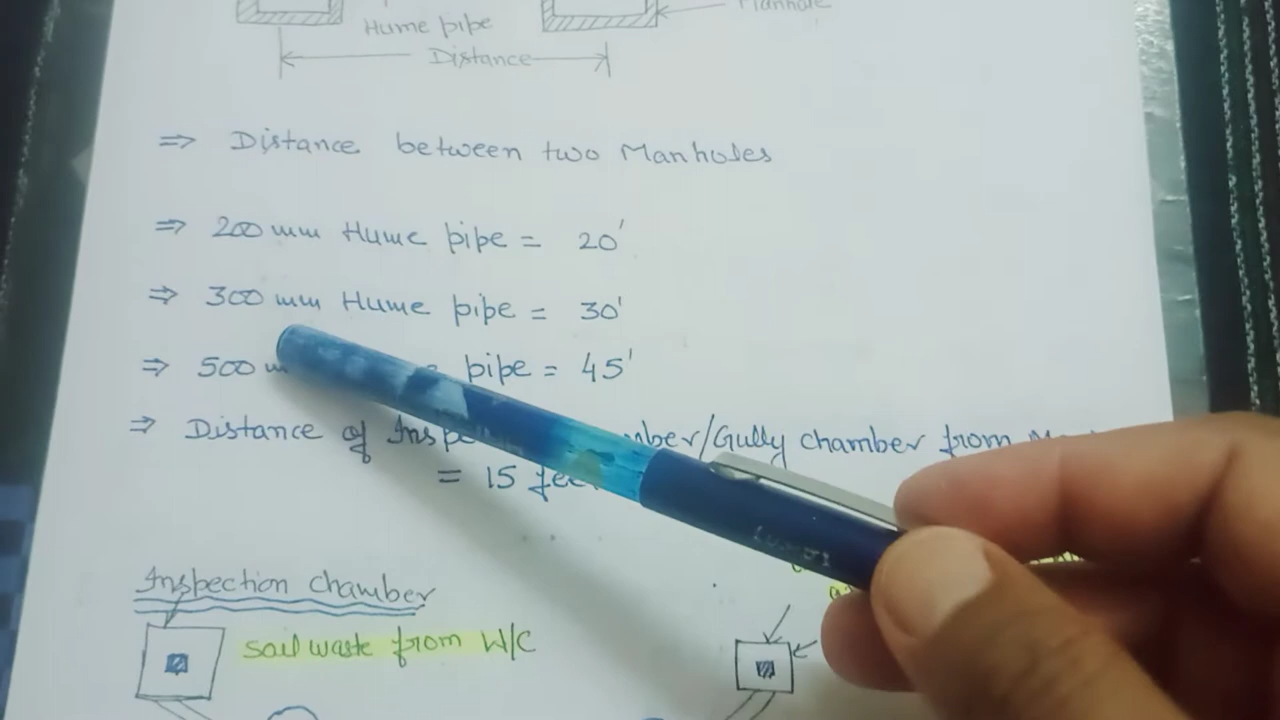 Manhole
Hume pipe
Distance
⇒ Distance between two Manholes
⇒ 200 mm Hume pipe = 20'
⇒ 300 mm Hume pipe = 30'
⇒ 500 pipe = 45'
⇒ Distance of /Gully chamber from
= 15
Inspection chamber
soil waste from W/C